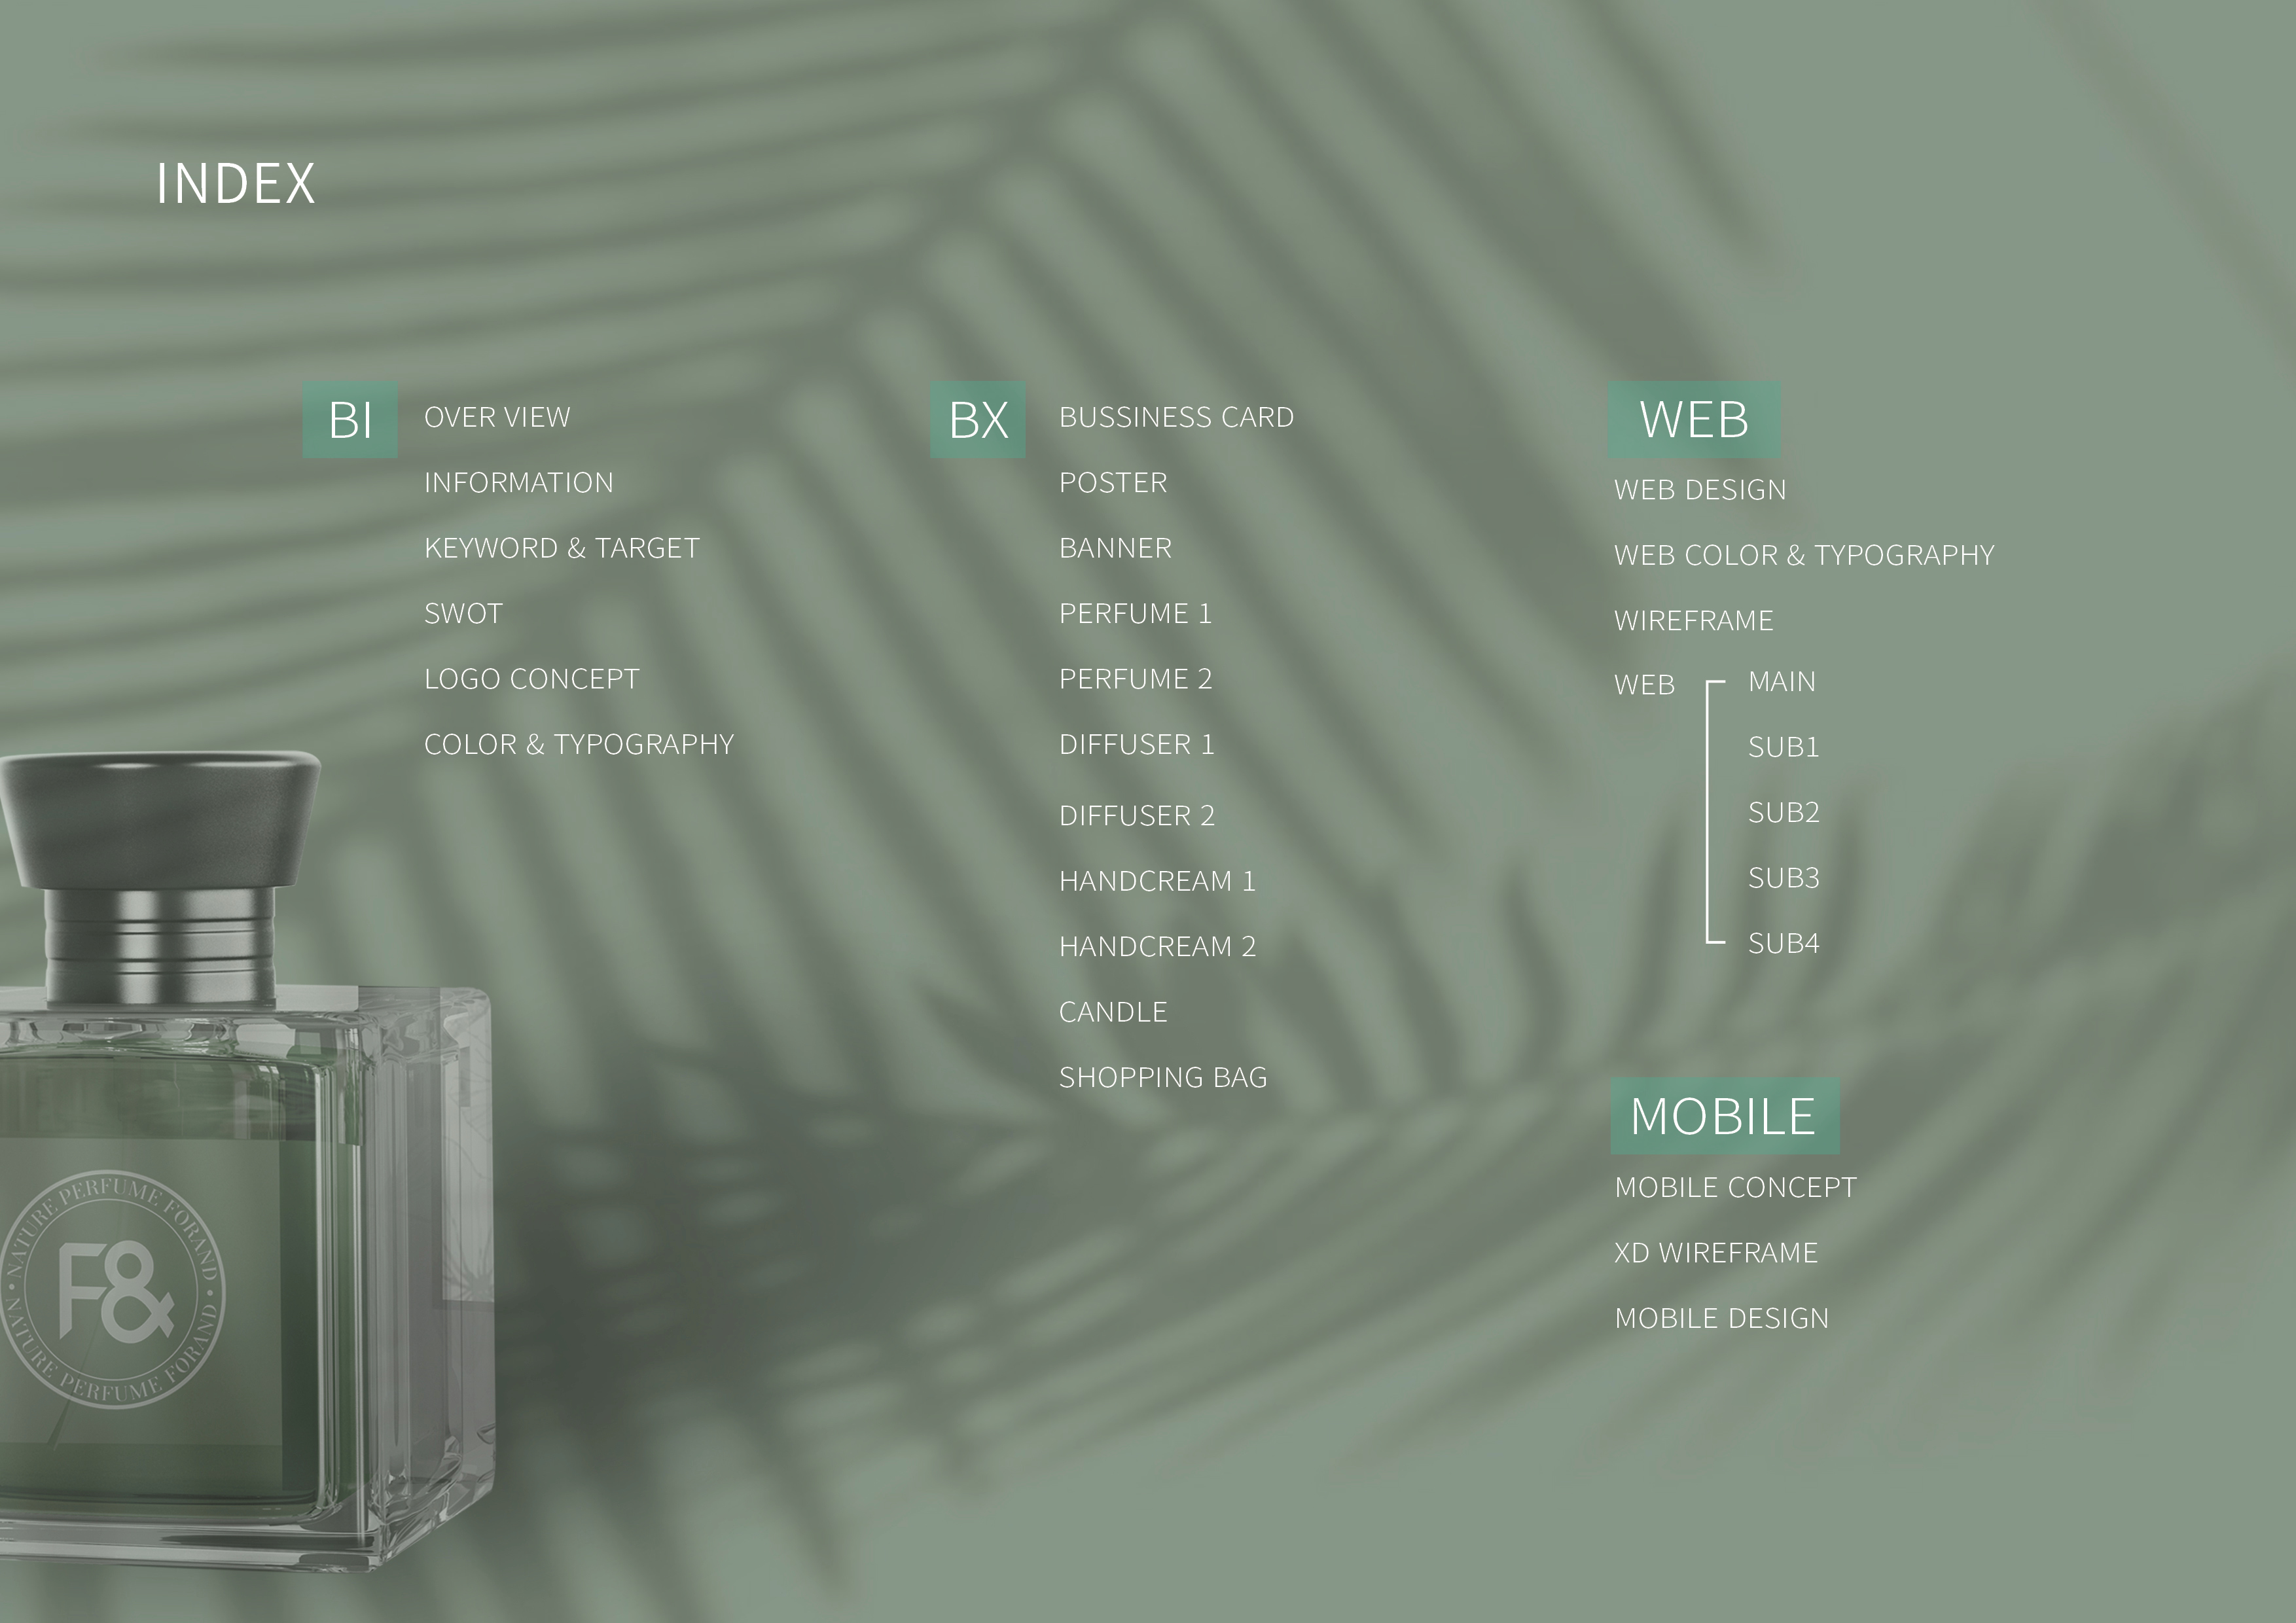 INDEX
BI
OVER VIEW
INFORMATION
KEYWORD & TARGET
SWOT
LOGO CONCEPT
COLOR & TYPOGRAPHY
BX
BUSSINESS CARD
POSTER
BANNER
PERFUME 1
PERFUME 2
DIFFUSER 1
DIFFUSER 2
HANDCREAM 1
HANDCREAM 2
CANDLE
SHOPPING BAG
WEB
WEB DESIGN
WEB COLOR & TYPOGRAPHY
WIREFRAME
WEB
MAIN
SUB1
SUB2
SUB3
SUB4
MOBILE
MOBILE CONCEPT
XD WIREFRAME
MOBILE DESIGN
• NATURE PERFUME FORAND •
F&
NATURE PERFUME FORAND